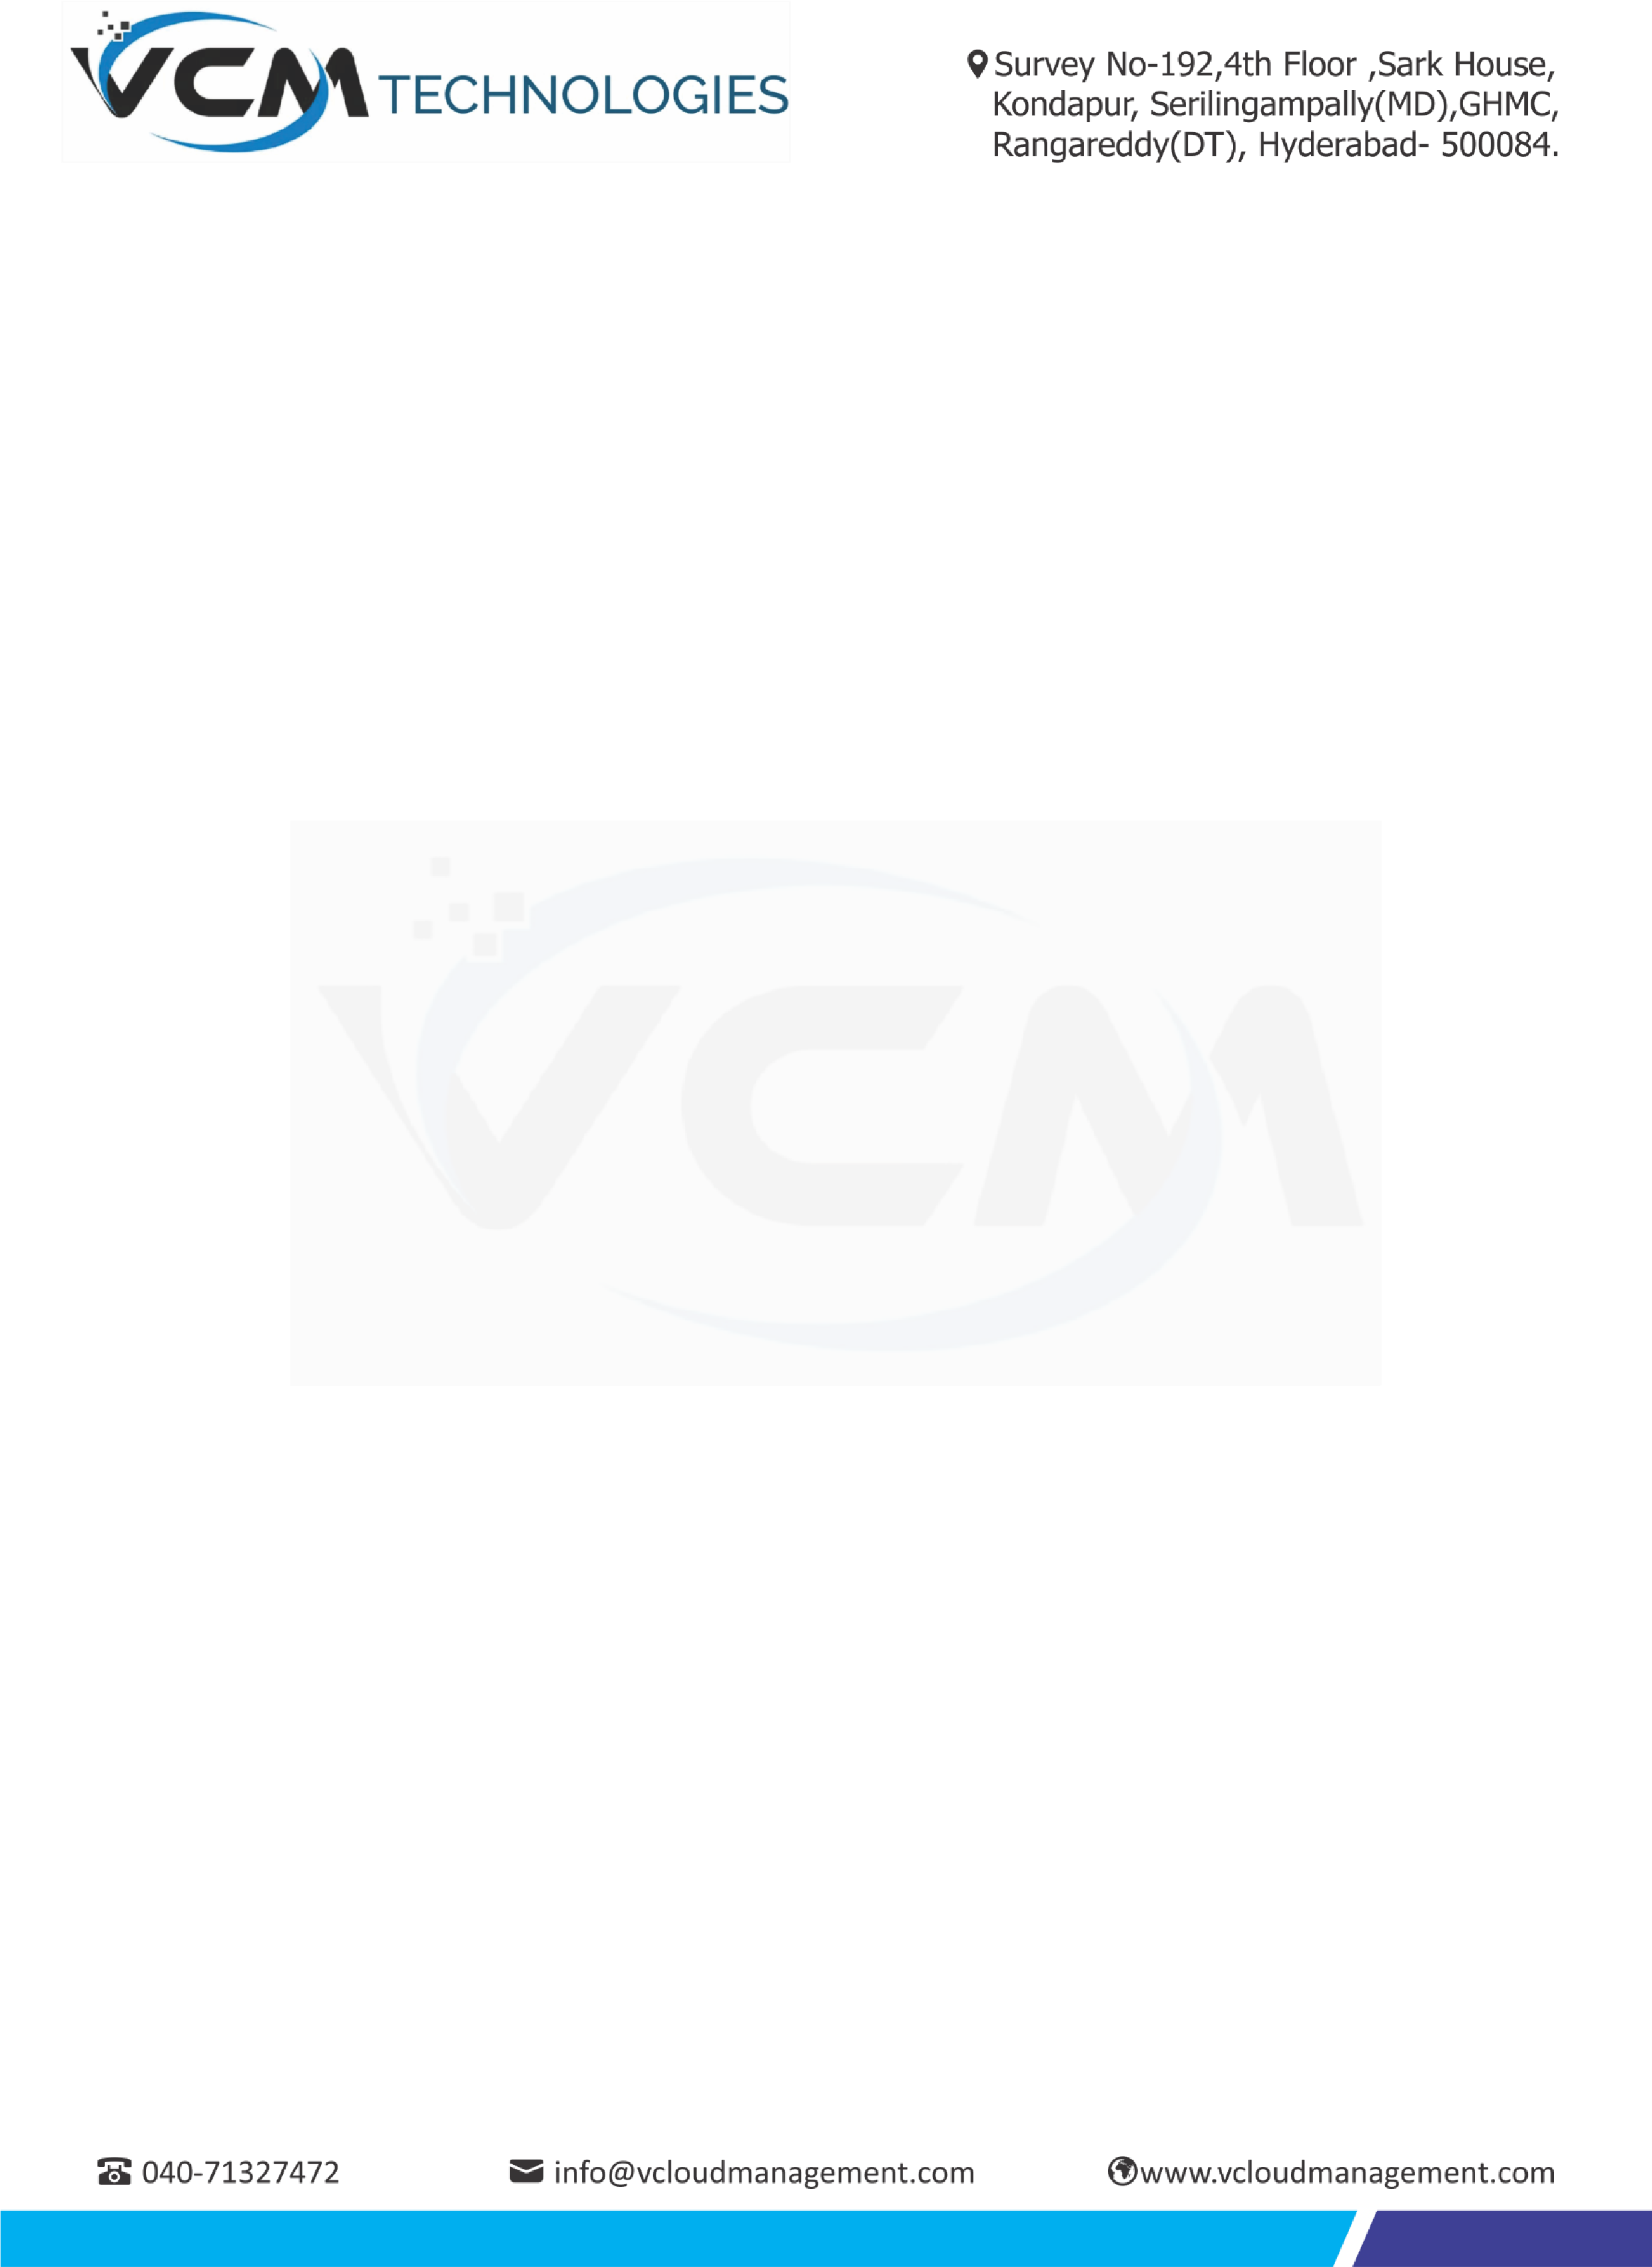 VCM TECHNOLOGIES
Survey No-192,4th Floor ,Sark House,
Kondapur, Serilingampally(MD),GHMC,
Rangareddy(DT), Hyderabad- 500084.
VCM
040-71327472
info@vcloudmanagement.com
www.vcloudmanagement.com